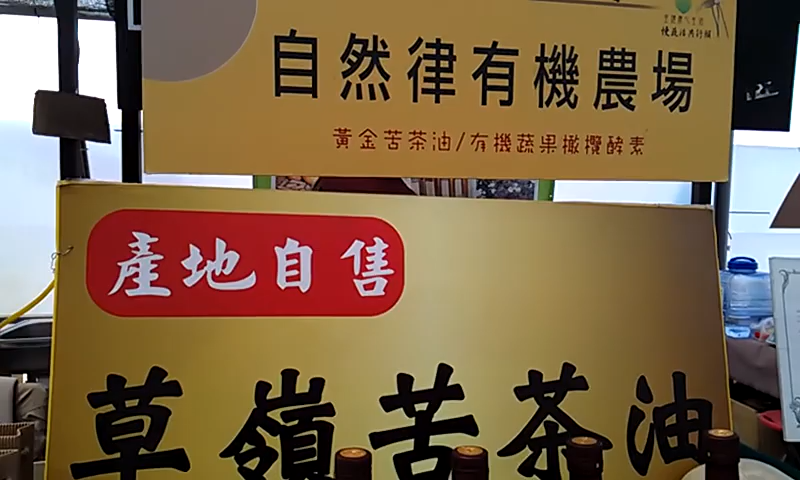 自然律有機農場
黃金苦茶油/有機蔬果橄欖酵素
產地自售
草嶺苦茶油